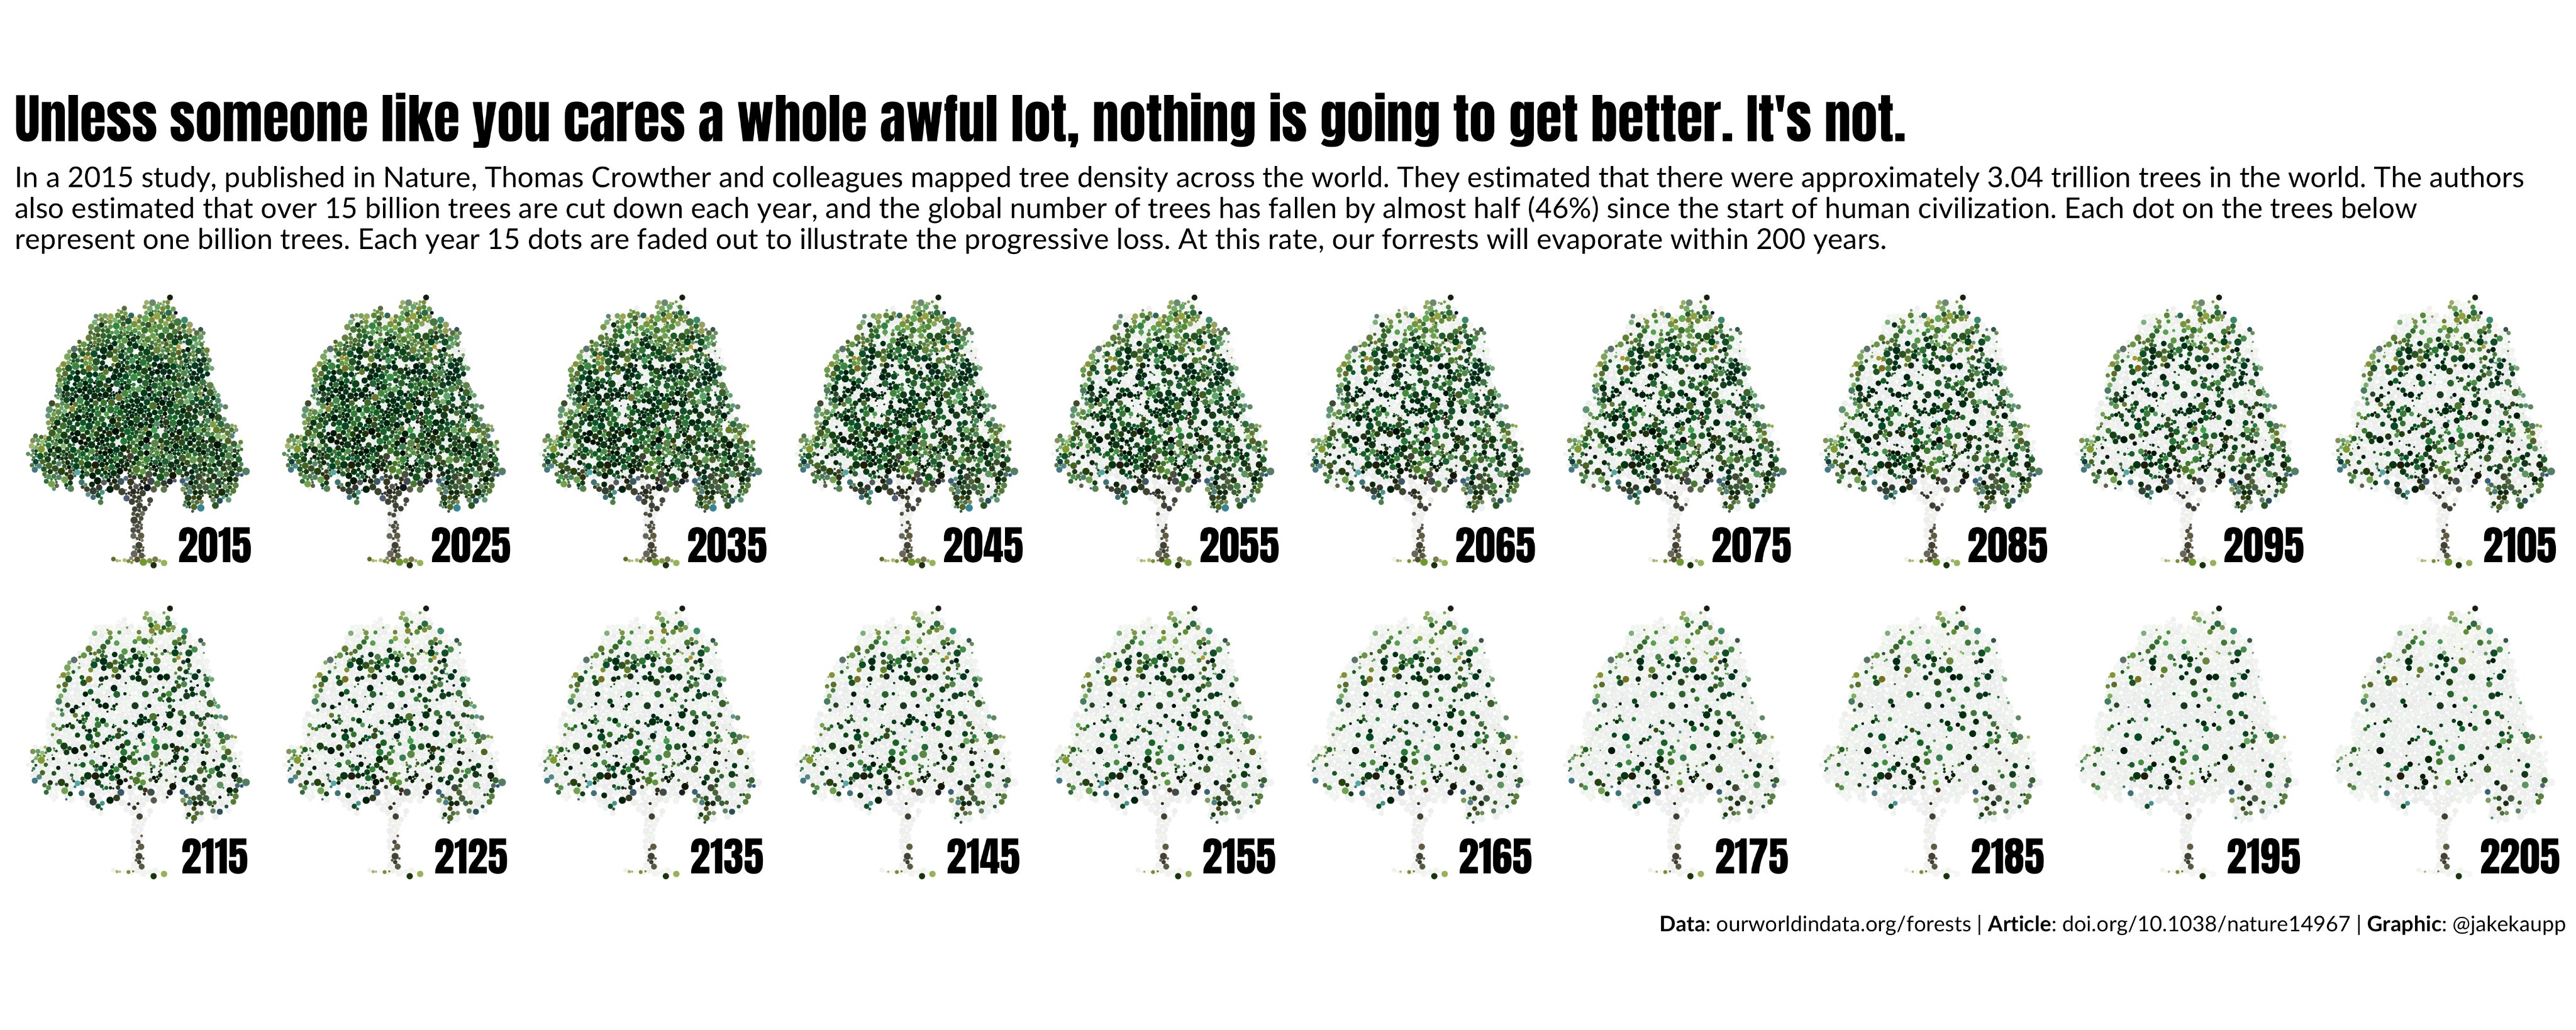 Unless someone like you cares a whole awful lot, nothing is going to get better. It's not.
In a 2015 study, published in Nature, Thomas Crowther and colleagues mapped tree density across the world. They estimated that there were approximately 3.04 trillion trees in the world. The authors
also estimated that over 15 billion trees are cut down each year, and the global number of trees has fallen by almost half (46%) since the start of human civilization. Each dot on the trees below
represent one billion trees. Each year 15 dots are faded out to illustrate the progressive loss. At this rate, our forrests will evaporate within 200 years.
2015 2025 2035 2045 2055 2065 2075 2085 2095 2105
2115 2125 2135 2145 2155 2165 2175 2185 2195 2205
Data: ourworldindata.org/forests | Article: doi.org/10.1038/nature14967 | Graphic: @jakekaupp